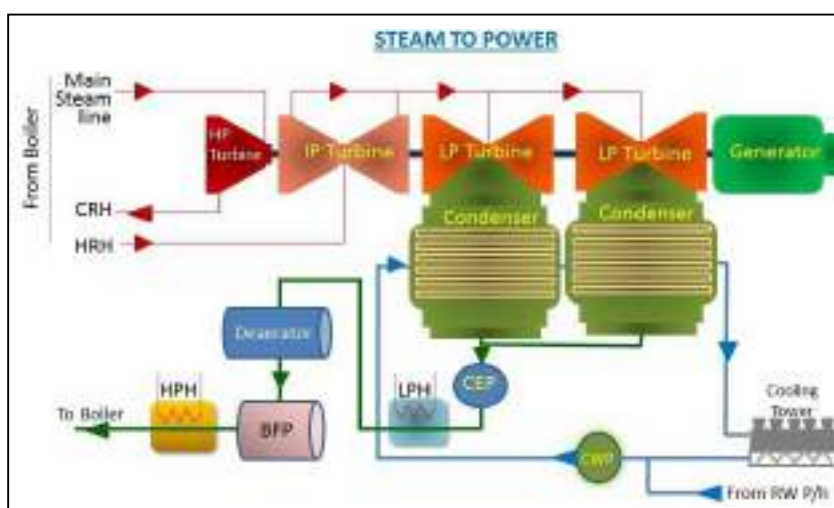 STEAM TO POWER
Main
Steam
line
From Boiler
HP
Turbine
IP Turbine
LP Turbine
LP Turbine
Generator
CRH
HRH
Condenser
Condenser
Deaerator
HPH
LPH
CEP
Cooling
Tower
To Boiler
BFP
CWP
From RW P/h